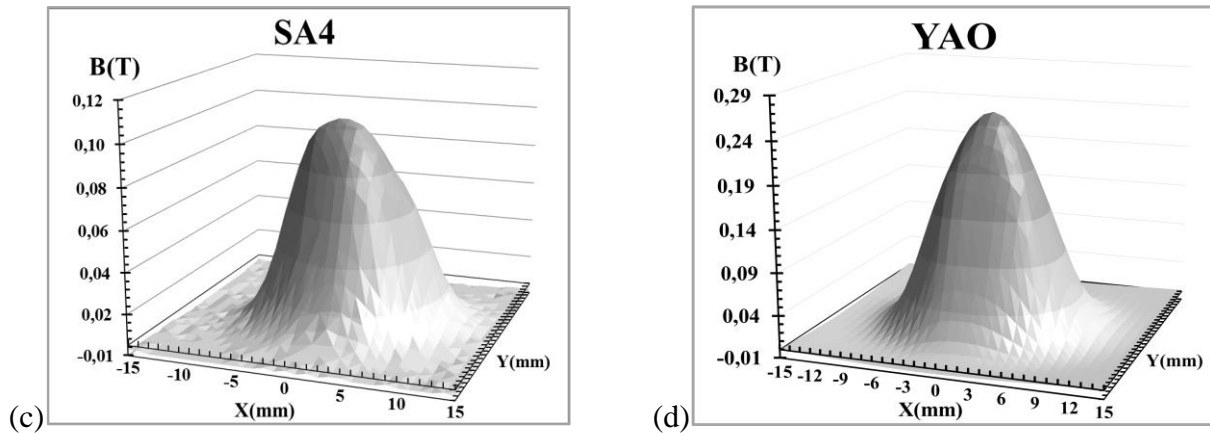 SA4
B(T)
0,12
0,10
0,08
0,06
0,04
0,02
-0,01
-15
-10
-5
0
5
10
15
X(mm)
Y(mm)
(c)
YAO
B(T)
0,29
0,24
0,19
0,14
0,09
0,04
-0,01
-15 -12 -9 -6 -3 0 3 6 9 12 15
X(mm)
Y(mm)
(d)